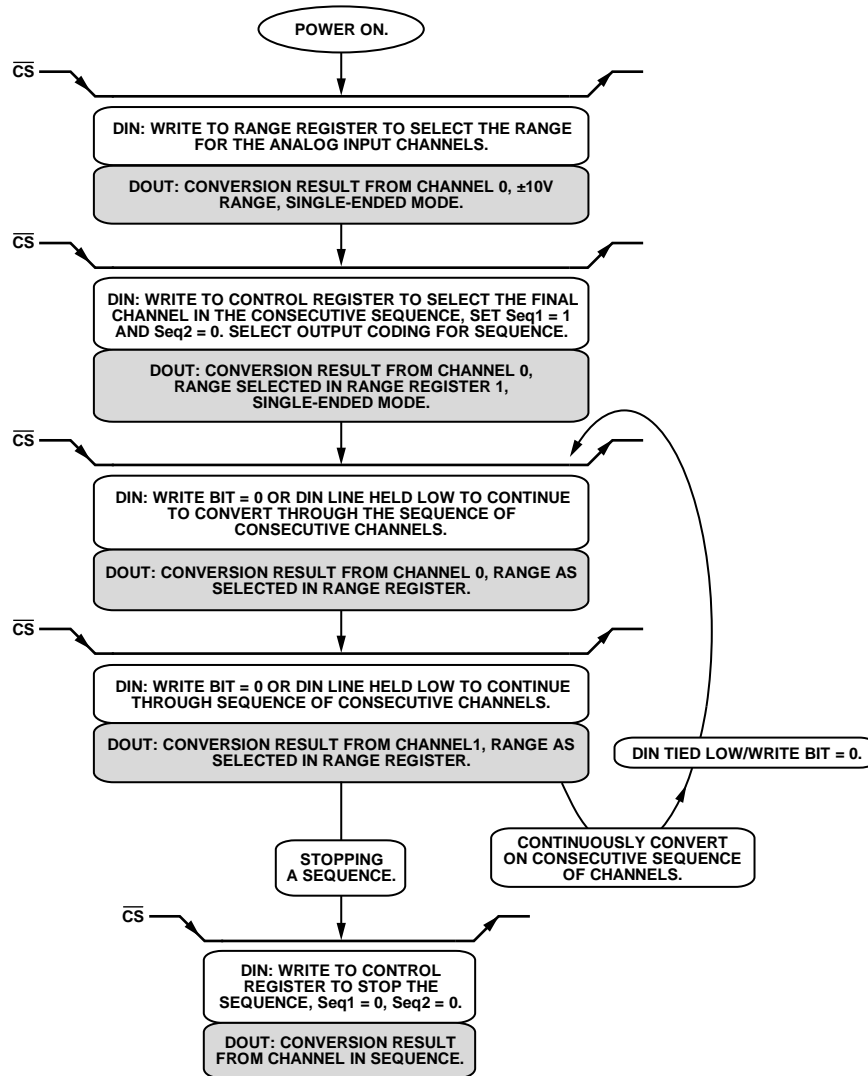 POWER ON.
CS
DIN: WRITE TO RANGE REGISTER TO SELECT THE RANGE
FOR THE ANALOG INPUT CHANNELS.
DOUT: CONVERSION RESULT FROM CHANNEL 0, ±10V
RANGE, SINGLE-ENDED MODE.
CS
DIN: WRITE TO CONTROL REGISTER TO SELECT THE FINAL
CHANNEL IN THE CONSECUTIVE SEQUENCE, SET Seq1 = 1
AND Seq2 = 0. SELECT OUTPUT CODING FOR SEQUENCE.
DOUT: CONVERSION RESULT FROM CHANNEL 0,
RANGE SELECTED IN RANGE REGISTER 1,
SINGLE-ENDED MODE.
CS
DIN: WRITE BIT = 0 OR DIN LINE HELD LOW TO CONTINUE
TO CONVERT THROUGH THE SEQUENCE OF
CONSECUTIVE CHANNELS.
DOUT: CONVERSION RESULT FROM CHANNEL 0, RANGE AS
SELECTED IN RANGE REGISTER.
CS
DIN: WRITE BIT = 0 OR DIN LINE HELD LOW TO CONTINUE
THROUGH SEQUENCE OF CONSECUTIVE CHANNELS.
DOUT: CONVERSION RESULT FROM CHANNEL1, RANGE AS
SELECTED IN RANGE REGISTER.
DIN TIED LOW/WRITE BIT = 0.
CONTINUOUSLY CONVERT
ON CONSECUTIVE SEQUENCE
OF CHANNELS.
STOPPING
A SEQUENCE.
CS
DIN: WRITE TO CONTROL
REGISTER TO STOP THE
SEQUENCE, Seq1 = 0, Seq2 = 0.
DOUT: CONVERSION RESULT
FROM CHANNEL IN SEQUENCE.